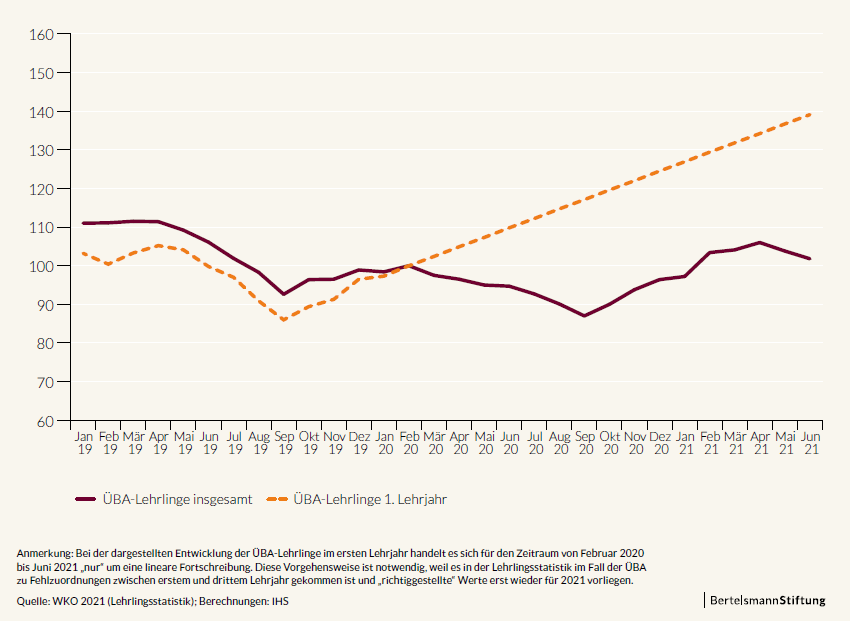 160
150
140
130
120
110
100
90
80
70
60
Jan Feb Mär Apr Mai Jun Jul Aug Sep Okt Nov Dez Jan Feb Mär Apr Mai Jun Jul Aug Sep Okt Nov Dez Jan Feb Mär Apr Mai Jun
19 19 19 19 19 19 19 19 19 19 19 19 20 20 20 20 20 20 20 20 20 20 20 20 21 21 21 21 21 21
ÜBA-Lehrlinge insgesamt ÜBA-Lehrlinge 1. Lehrjahr
Anmerkung: Bei der dargestellten Entwicklung der ÜBA-Lehrlinge im ersten Lehrjahr handelt es sich für den Zeitraum von Februar 2020
bis Juni 2021 „nur“ um eine lineare Fortschreibung. Diese Vorgehensweise ist notwendig, weil es in der Lehrlingsstatistik im Fall der ÜBA
zu Fehlzuordnungen zwischen erstem und drittem Lehrjahr gekommen ist und „richtiggestellte“ Werte erst wieder für 2021 vorliegen.
Quelle: WKO 2021 (Lehrlingsstatistik); Berechnungen: IHS
BertelsmannStiftung